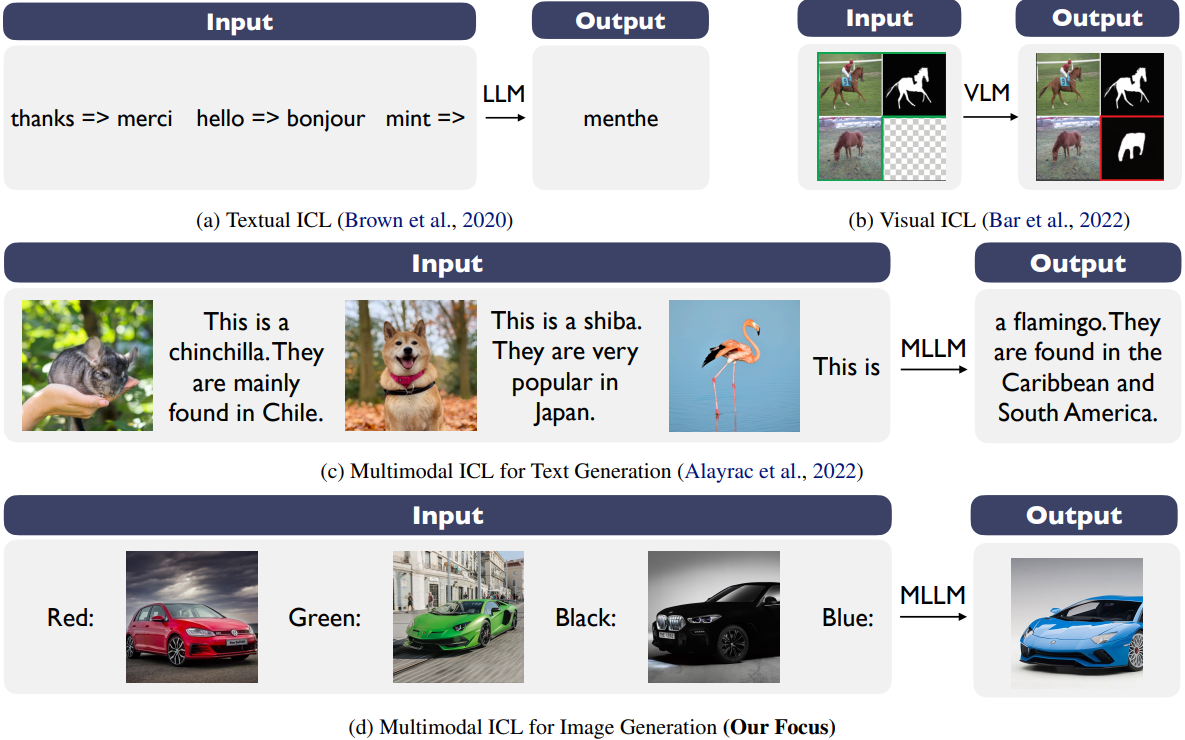 Input
Output
Input
Output
thanks => merci hello => bonjour mint =>
LLM
menthe
VLM
(a) Textual ICL (Brown et al., 2020)
(b) Visual ICL (Bar et al., 2022)
Input
Output
This is a
chinchilla. They
are mainly
found in Chile.
This is a shiba.
They are very
popular in
Japan.
This is
MLLM
a flamingo. They
are found in the
Caribbean and
South America.
(c) Multimodal ICL for Text Generation (Alayrac et al., 2022)
Input
Output
Red:
Green:
Black:
Blue:
MLLM
(d) Multimodal ICL for Image Generation (Our Focus)